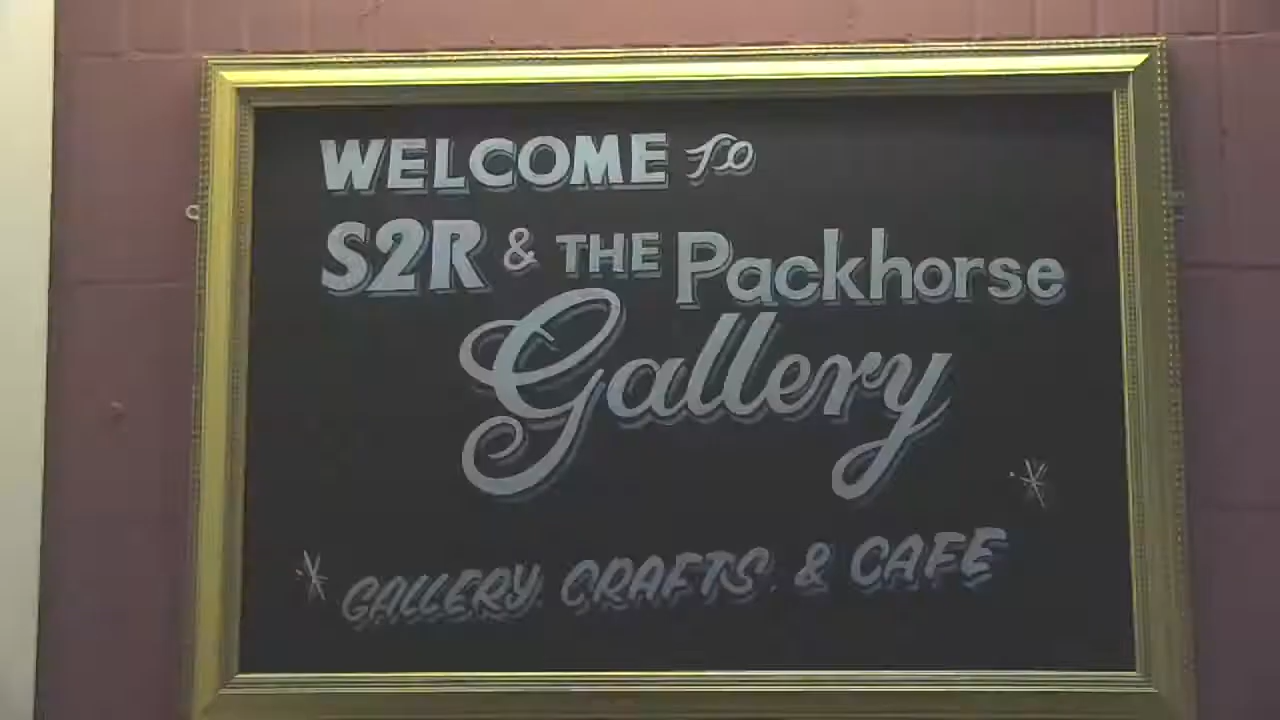 WELCOME TO
S2R & THE Packhorse
Gallery
GALLERY. CRAFTS. & CAFE